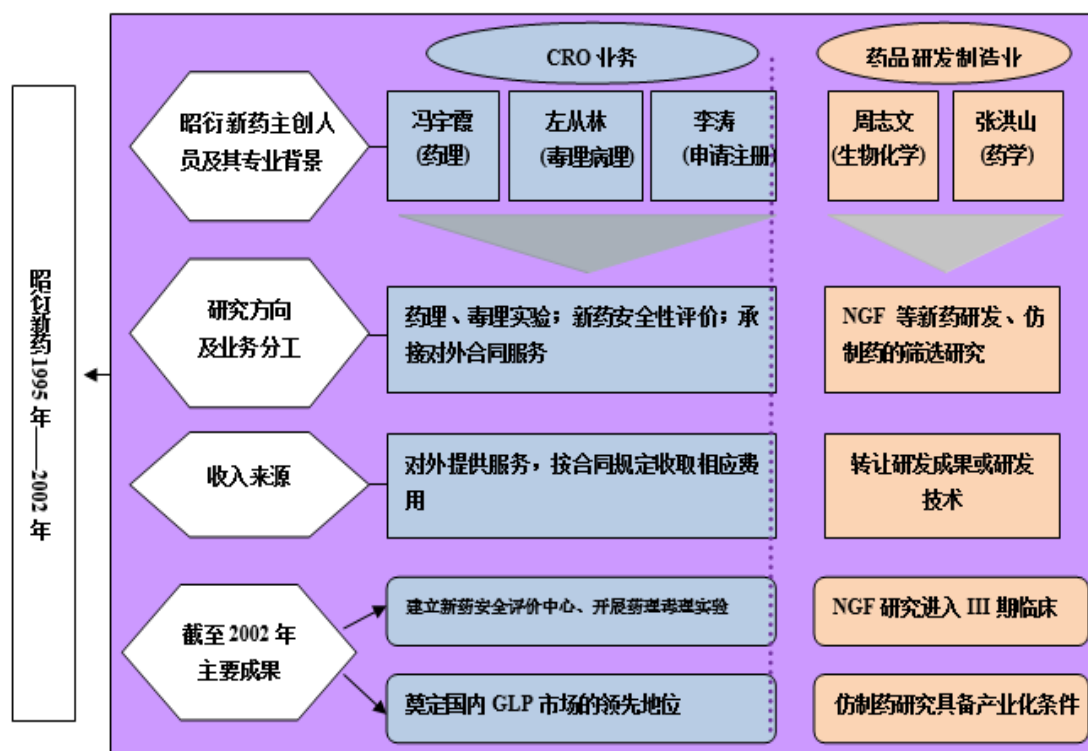 CRO 业务
药品研发制造业
昭衍新药主创人
员及其专业背景
冯宇霞
(药理)
左从林
(毒理病理)
李涛
(申请注册)
周志文
(生物化学)
张洪山
(药学)
昭衍新药1995 年——2002 年
研究方向
及业务分工
药理、毒理实验；新药安全性评价；承
接对外合同服务
NGF 等新药研发、仿
制药的筛选研究
收入来源
对外提供服务，按合同规定收取相应费
用
转让研发成果或研发
技术
截至 2002 年
主要成果
建立新药安全评价中心、开展药理毒理实验
NGF 研究进入 III 期临床
奠定国内 GLP 市场的领先地位
仿制药研究具备产业化条件